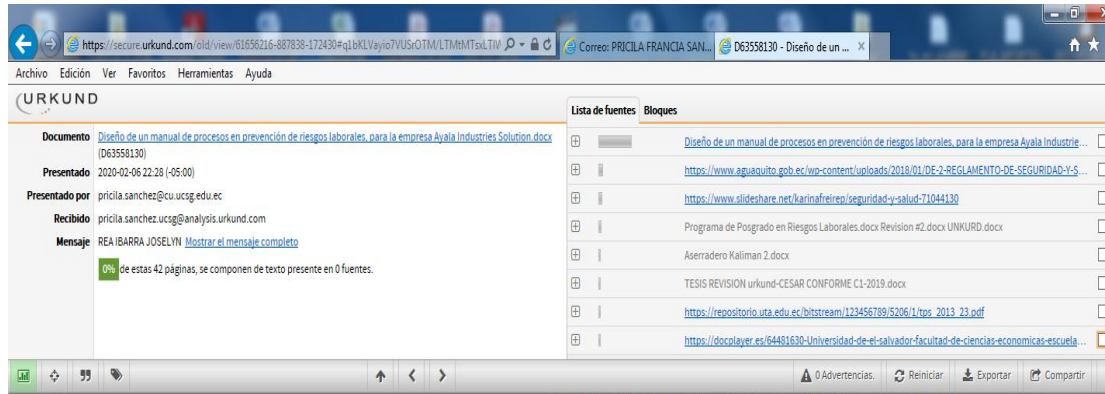 https://secure.urkund.com/old/view/61656216-887838-172430#q1bKLVayio7VUSrOTM/LTMtMTsxLTlW
Correo: PRICILA FRANCIA SAN...
D63558130 - Diseño de un ...
Archivo Edición Ver Favoritos Herramientas Ayuda
URKUND
Documento Diseño de un manual de procesos en prevención de riesgos laborales, para la empresa Ayala Industries Solution.docx
(D63558130)
Presentado 2020-02-06 22:28 (-05:00)
Presentado por pricila.sanchez@cu.ucsg.edu.ec
Recibido pricila.sanchez.ucsg@analysis.urkund.com
Mensaje REA IBARRA JOSELYN Mostrar el mensaje completo
0% de estas 42 páginas, se componen de texto presente en 0 fuentes.
Lista de fuentes Bloques
Diseño de un manual de procesos en prevención de riesgos laborales, para la empresa Ayala Industrie...
https://www.aguaquito.gob.ec/wp-content/uploads/2018/01/DE-2-REGLAMENTO-DE-SEGURIDAD-Y-S...
https://www.slideshare.net/karinafreirep/seguridad-y-salud-71044130
Programa de Posgrado en Riesgos Laborales.docx Revision #2.docx UNKURD.docx
Aserradero Kaliman 2.docx
TESIS REVISION urkund-CESAR CONFORME C1-2019.docx
https://repositorio.uta.edu.ec/bitstream/123456789/5206/1/tps_2013_23.pdf
https://docplayer.es/64481630-Universidad-de-el-salvador-facultad-de-ciencias-economicas-escuela...
0 Advertencias. Reiniciar Exportar Compartir